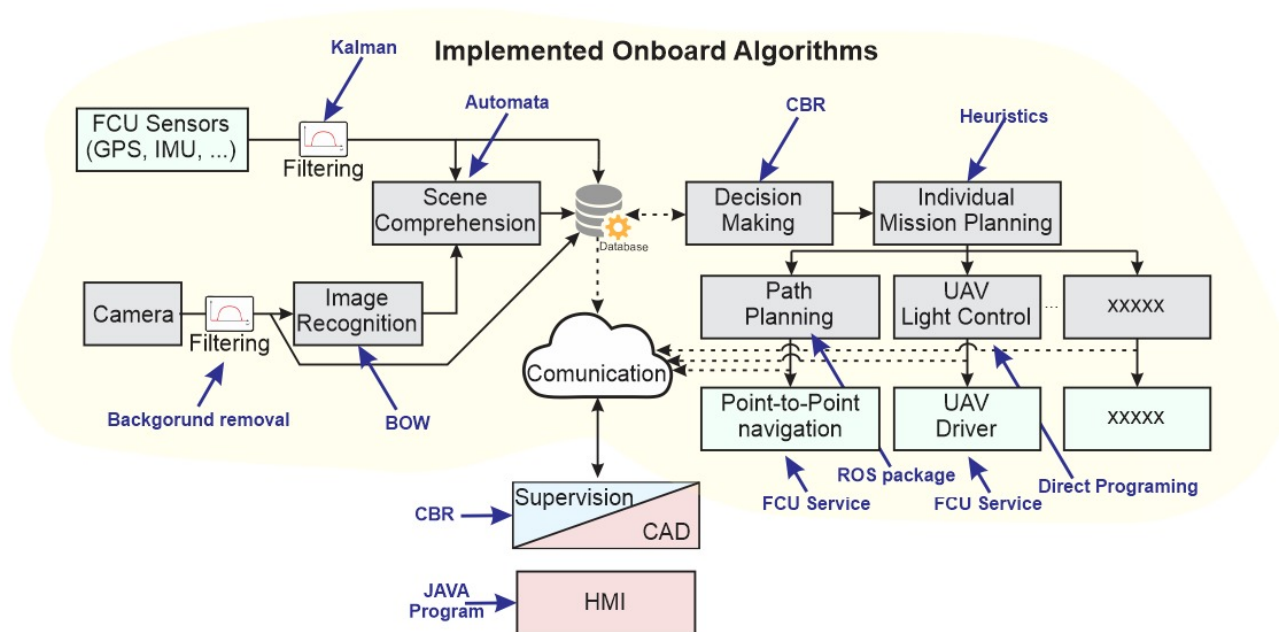 Implemented Onboard Algorithms
Kalman
Automata
CBR
Heuristics
FCU Sensors
(GPS, IMU, ...)
Filtering
Scene
Comprehension
Database
Decision
Making
Individual
Mission Planning
Camera
Filtering
Image
Recognition
Path
Planning
UAV
Light Control
...
XXXXX
Comunication
Backgorund removal
BOW
Point-to-Point
navigation
UAV
Driver
XXXXX
ROS package
Direct Programing
FCU Service
FCU Service
CBR
Supervision
CAD
JAVA
Program
HMI